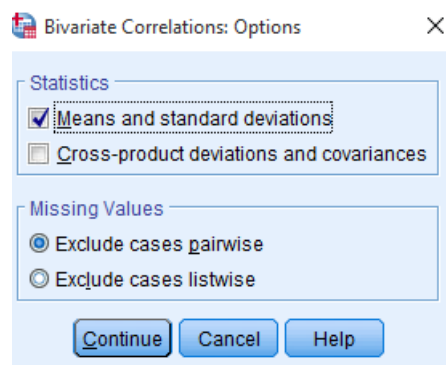 Bivariate Correlations: Options
Statistics
Means and standard deviations
Cross-product deviations and covariances
Missing Values
Exclude cases pairwise
Exclude cases listwise
Continue Cancel Help